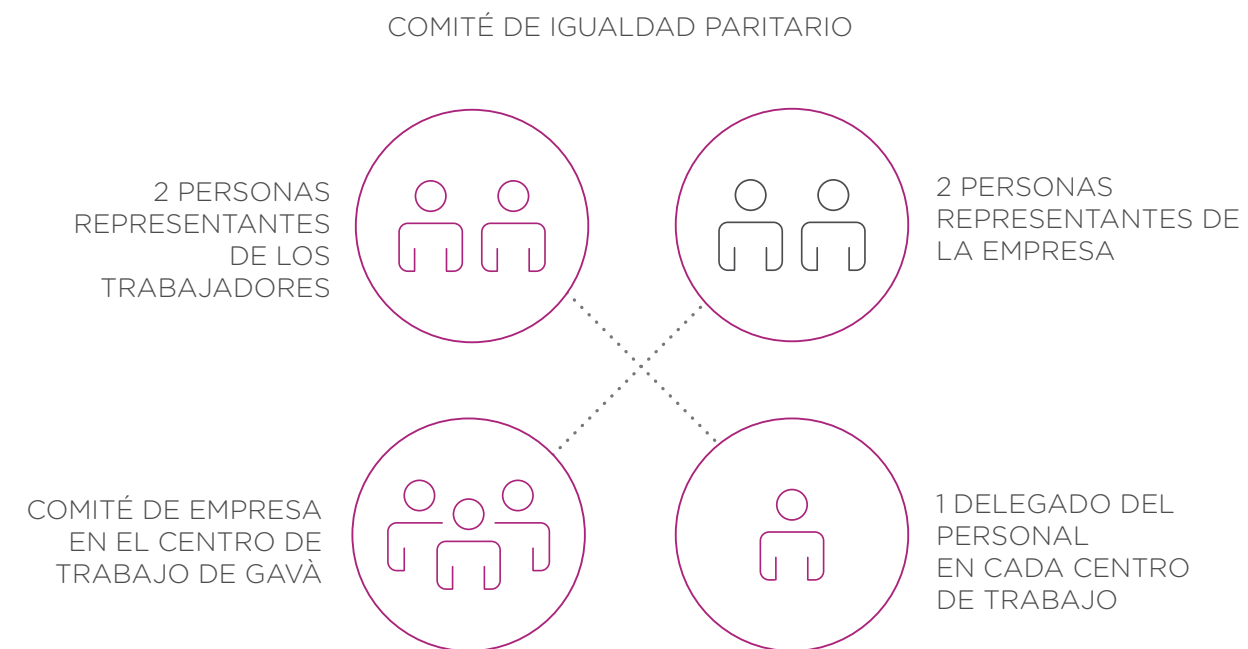 COMITÉ DE IGUALDAD PARITARIO
2 PERSONAS
REPRESENTANTES
DE LOS
TRABAJADORES
2 PERSONAS
REPRESENTANTES DE
LA EMPRESA
COMITÉ DE EMPRESA
EN EL CENTRO DE
TRABAJO DE GAVÀ
1 DELEGADO DEL
PERSONAL
EN CADA CENTRO
DE TRABAJO